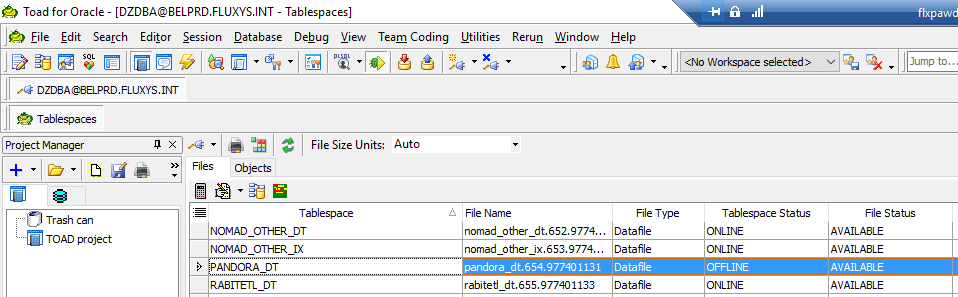 Toad for Oracle - [DZDBA@BELPRD.FLUXYS.INT - Tablespaces]
flxpawd
File Edit Search Editor Session Database Debug View Team Coding Utilities Rerun Window Help
SQL PL/SQL <No Workspace selected> Jump to...
DZDBA@BELPRD.FLUXYS.INT
Tablespaces
Project Manager File Size Units: Auto
Files Objects
Tablespace File Name File Type Tablespace Status File Status
Trash can
NOMAD_OTHER_DT nomad_other_dt.652.9774... Datafile ONLINE AVAILABLE
TOAD project
NOMAD_OTHER_IX nomad_other_ix.653.9774... Datafile ONLINE AVAILABLE
PANDORA_DT pandora_dt.654.977401131 Datafile OFFLINE AVAILABLE
RABITETL_DT rabitetl_dt.655.977401133 Datafile ONLINE AVAILABLE